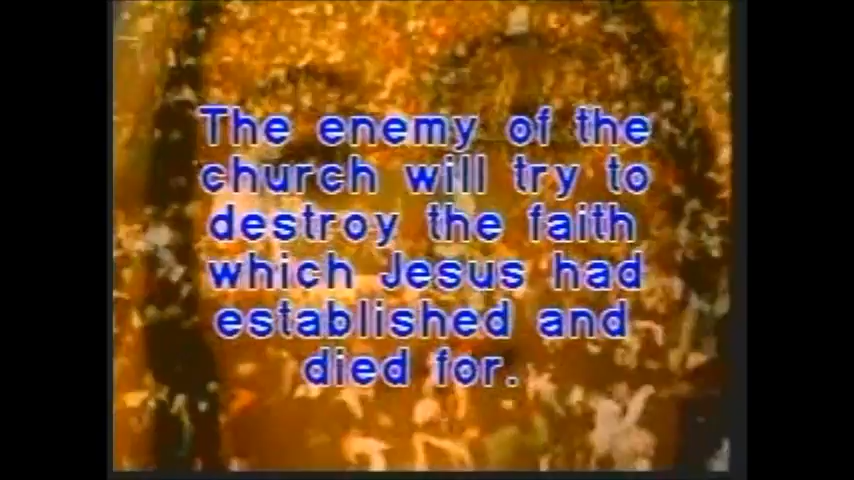 The enemy of the
church will try to
destroy the faith
which Jesus had
established and
died for.